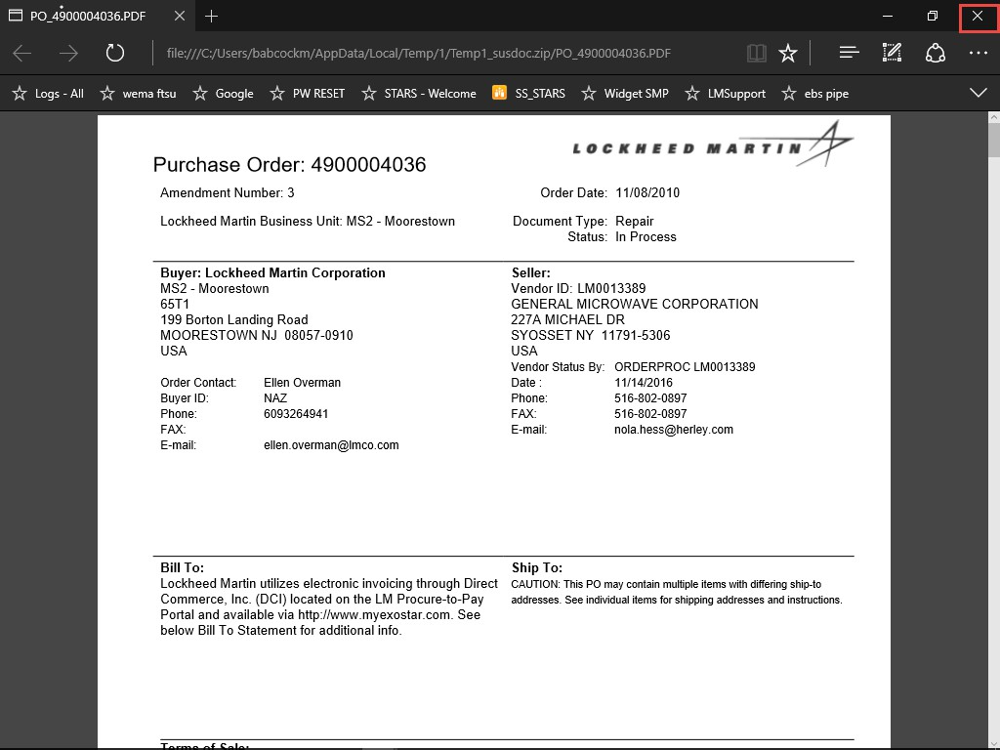 PO_4900004036.PDF
file:///C:/Users/babcockm/AppData/Local/Temp/1/Temp1_susdoc.zip/PO_4900004036.PDF
Logs - All wema ftsu Google PW RESET STARS - Welcome SS_STARS Widget SMP LMSupport ebs pipe
LOCKHEED MARTIN
Purchase Order: 4900004036
Amendment Number: 3 Order Date: 11/08/2010
Lockheed Martin Business Unit: MS2 - Moorestown Document Type: Repair
Status: In Process
Buyer: Lockheed Martin Corporation
MS2 - Moorestown
65T1
199 Borton Landing Road
MOORESTOWN NJ 08057-0910
USA
Order Contact: Ellen Overman
Buyer ID: NAZ
Phone: 6093264941
FAX:
E-mail: ellen.overman@lmco.com
Seller:
Vendor ID: LM0013389
GENERAL MICROWAVE CORPORATION
227A MICHAEL DR
SYOSSET NY 11791-5306
USA
Vendor Status By: ORDERPROC LM0013389
Date : 11/14/2016
Phone: 516-802-0897
FAX: 516-802-0897
E-mail: nola.hess@herley.com
Bill To:
Lockheed Martin utilizes electronic invoicing through Direct
Commerce, Inc. (DCI) located on the LM Procure-to-Pay
Portal and available via http://www.myexostar.com. See
below Bill To Statement for additional info.
Ship To:
CAUTION: This PO may contain multiple items with differing ship-to
addresses. See individual items for shipping addresses and instructions.
Terms of Sale: